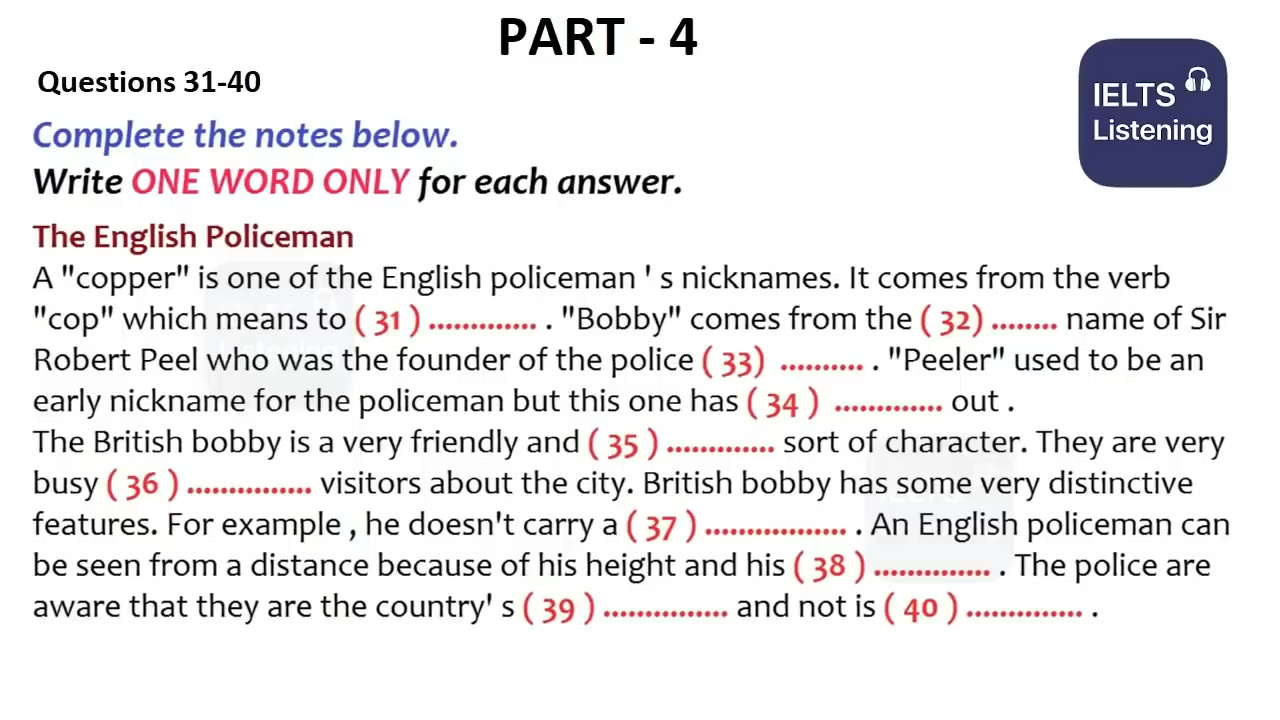 PART - 4
Questions 31-40
IELTS
Listening
Complete the notes below.
Write ONE WORD ONLY for each answer.
The English Policeman
A "copper" is one of the English policeman ' s nicknames. It comes from the verb
"cop" which means to ( 31 ) ............. . "Bobby" comes from the ( 32) ........ name of Sir
Robert Peel who was the founder of the police ( 33) .......... . "Peeler" used to be an
early nickname for the policeman but this one has ( 34 ) ............. out .
The British bobby is a very friendly and ( 35 ) ............. sort of character. They are very
busy ( 36 ) ............... visitors about the city. British bobby has some very distinctive
features. For example , he doesn't carry a ( 37 ) ................. . An English policeman can
be seen from a distance because of his height and his ( 38 ) .............. . The police are
aware that they are the country' s ( 39 ) ............... and not is ( 40 ) .............. .